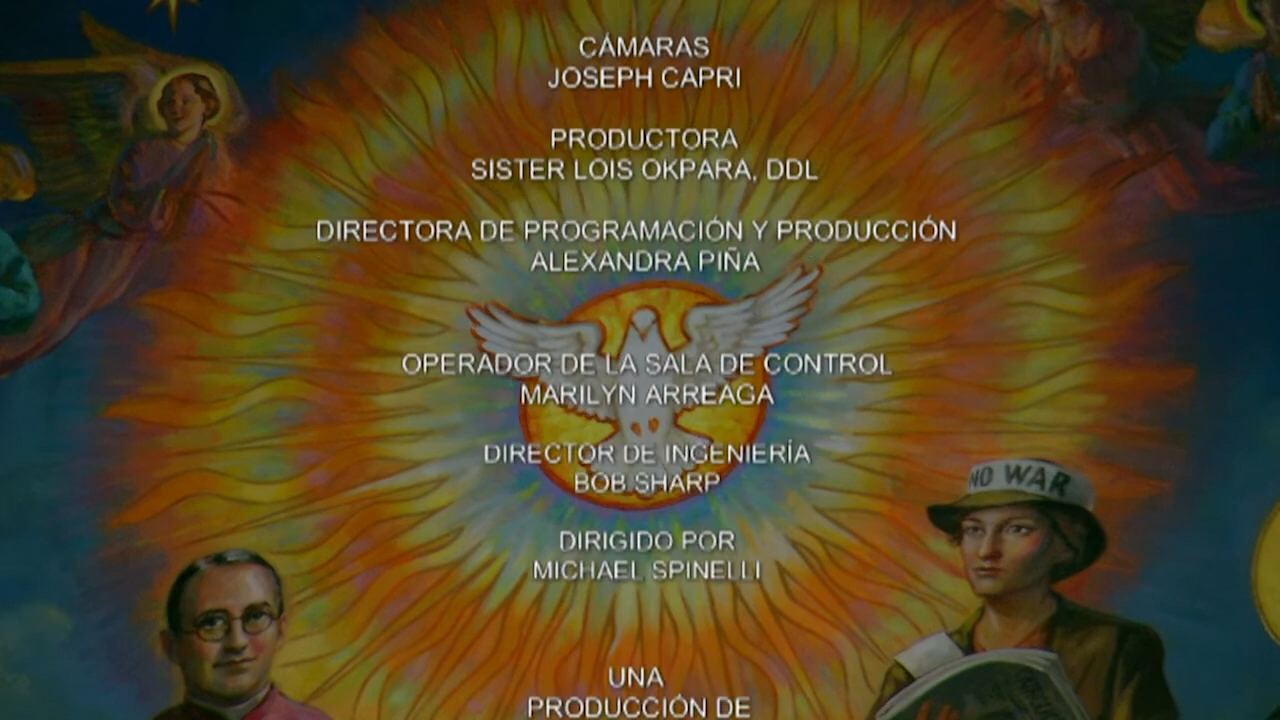 CÁMARAS
JOSEPH CAPRI
PRODUCTORA
SISTER LOIS OKPARA, DDL
DIRECTORA DE PROGRAMACIÓN Y PRODUCCIÓN
ALEXANDRA PIÑA
OPERADOR DE LA SALA DE CONTROL
MARILYN ARREAGA
DIRECTOR DE INGENIERÍA
BOB SHARP
NO WAR
DIRIGIDO POR
MICHAEL SPINELLI
UNA
PRODUCCIÓN DE